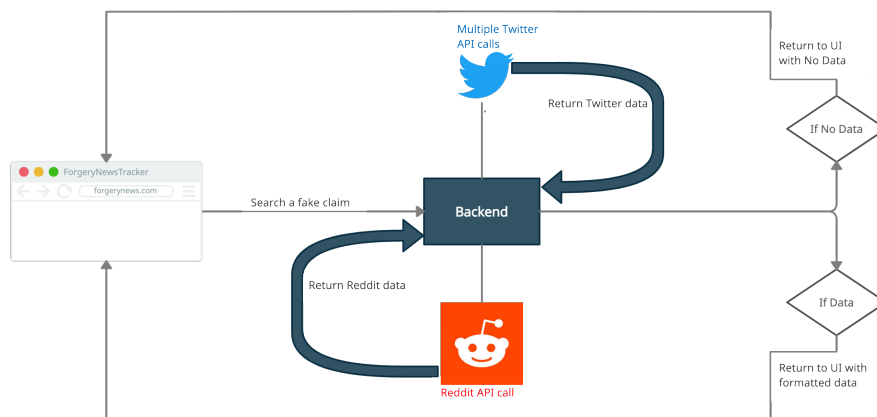 Multiple Twitter
API calls
Return to UI
with No Data
Return Twitter data
If No Data
ForgeryNewsTracker
forgerynews.com
Search a fake claim
Backend
Return Reddit data
If Data
Return to UI with
formatted data
Reddit API call